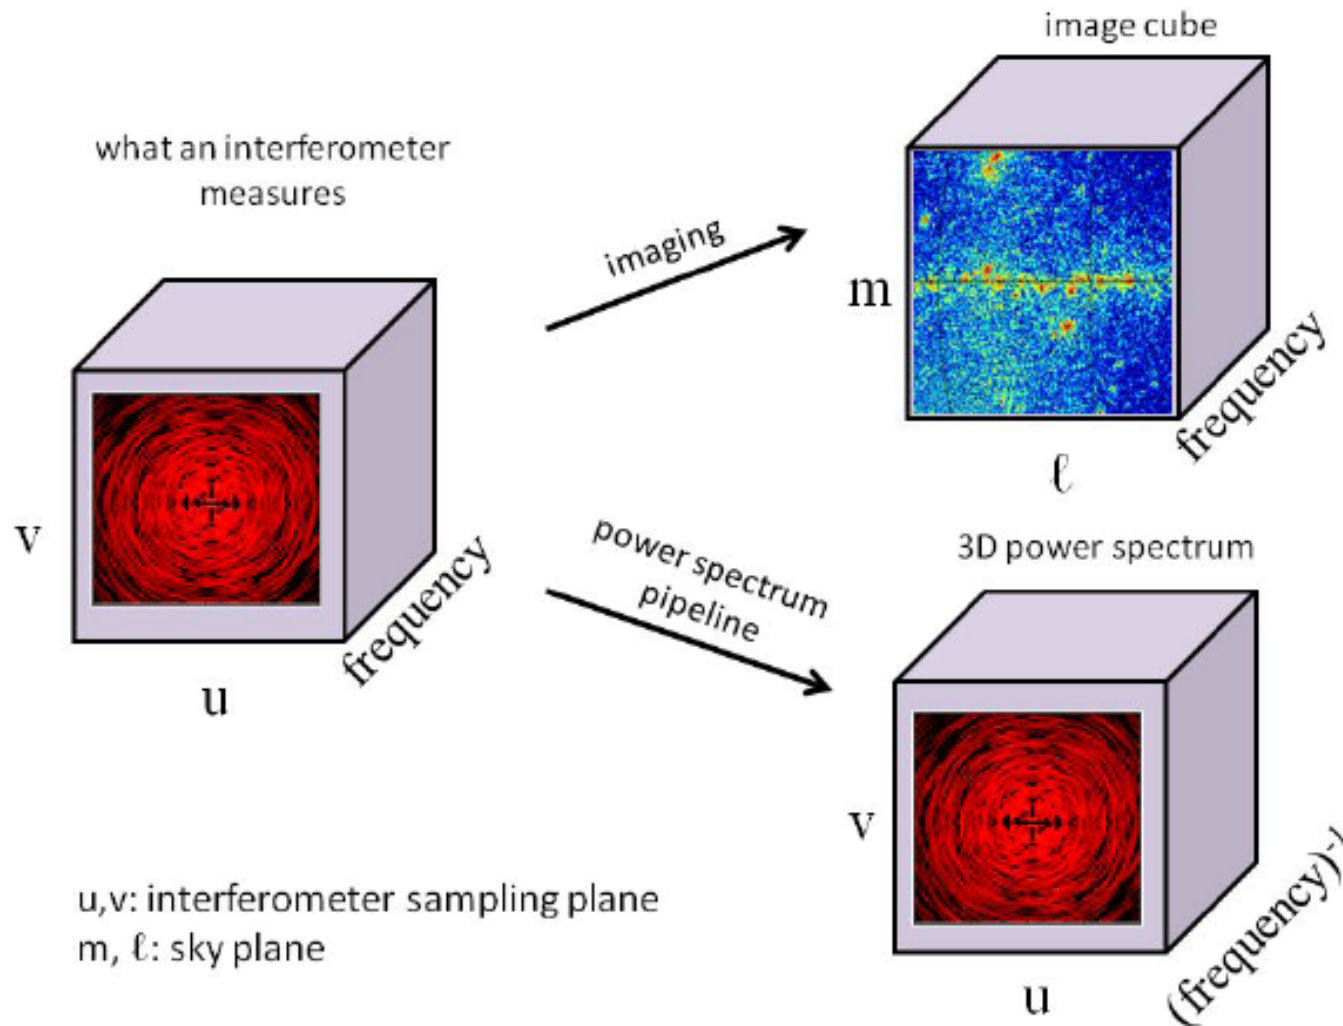 image cube
what an interferometer
measures
imaging
m
frequency
ℓ
v
frequency
u
power spectrum
pipeline
3D power spectrum
v
(frequency)⁻¹
u
u,v: interferometer sampling plane
m, ℓ: sky plane